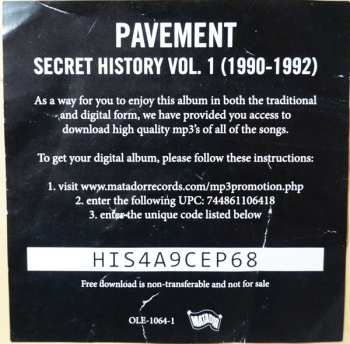 PAVEMENT
SECRET HISTORY VOL. 1 (1990-1992)
As a way for you to enjoy this album in both the traditional
and digital form, we have provided you access to
download high quality mp3's of all of the songs.
To get your digital album, please follow these instructions:
1. visit www.matadorrecords.com/mp3promotion.php
2. enter the following UPC: 744861106418
3. enter the unique code listed below
HIS4A9CEP68
Free download is non-transferable and not for sale
OLE-1064-1
MATADOR